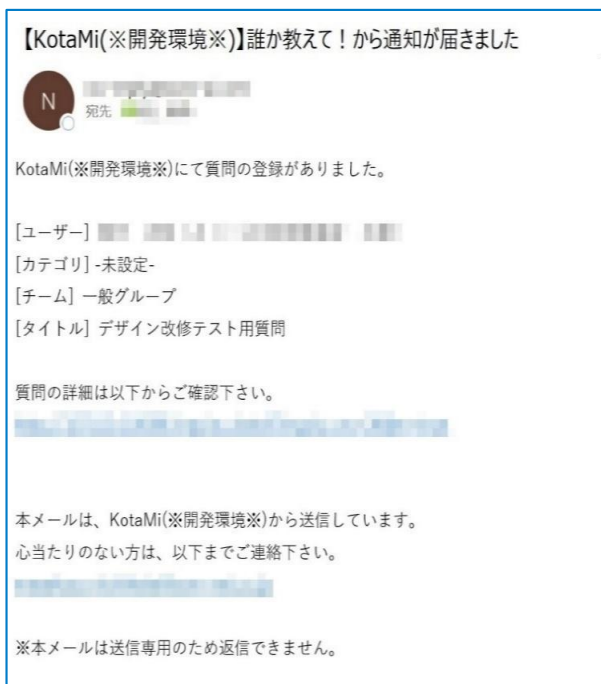 【KotaMi(※開発環境※)】誰か教えて！から通知が届きました
N
宛先
KotaMi(※開発環境※)にて質問の登録がありました。
[ユーザー]
[カテゴリ] -未設定-
[チーム] 一般グループ
[タイトル] デザイン改修テスト用質問
質問の詳細は以下からご確認下さい。
本メールは、KotaMi(※開発環境※)から送信しています。
心当たりのない方は、以下までご連絡下さい。
※本メールは送信専用のため返信できません。